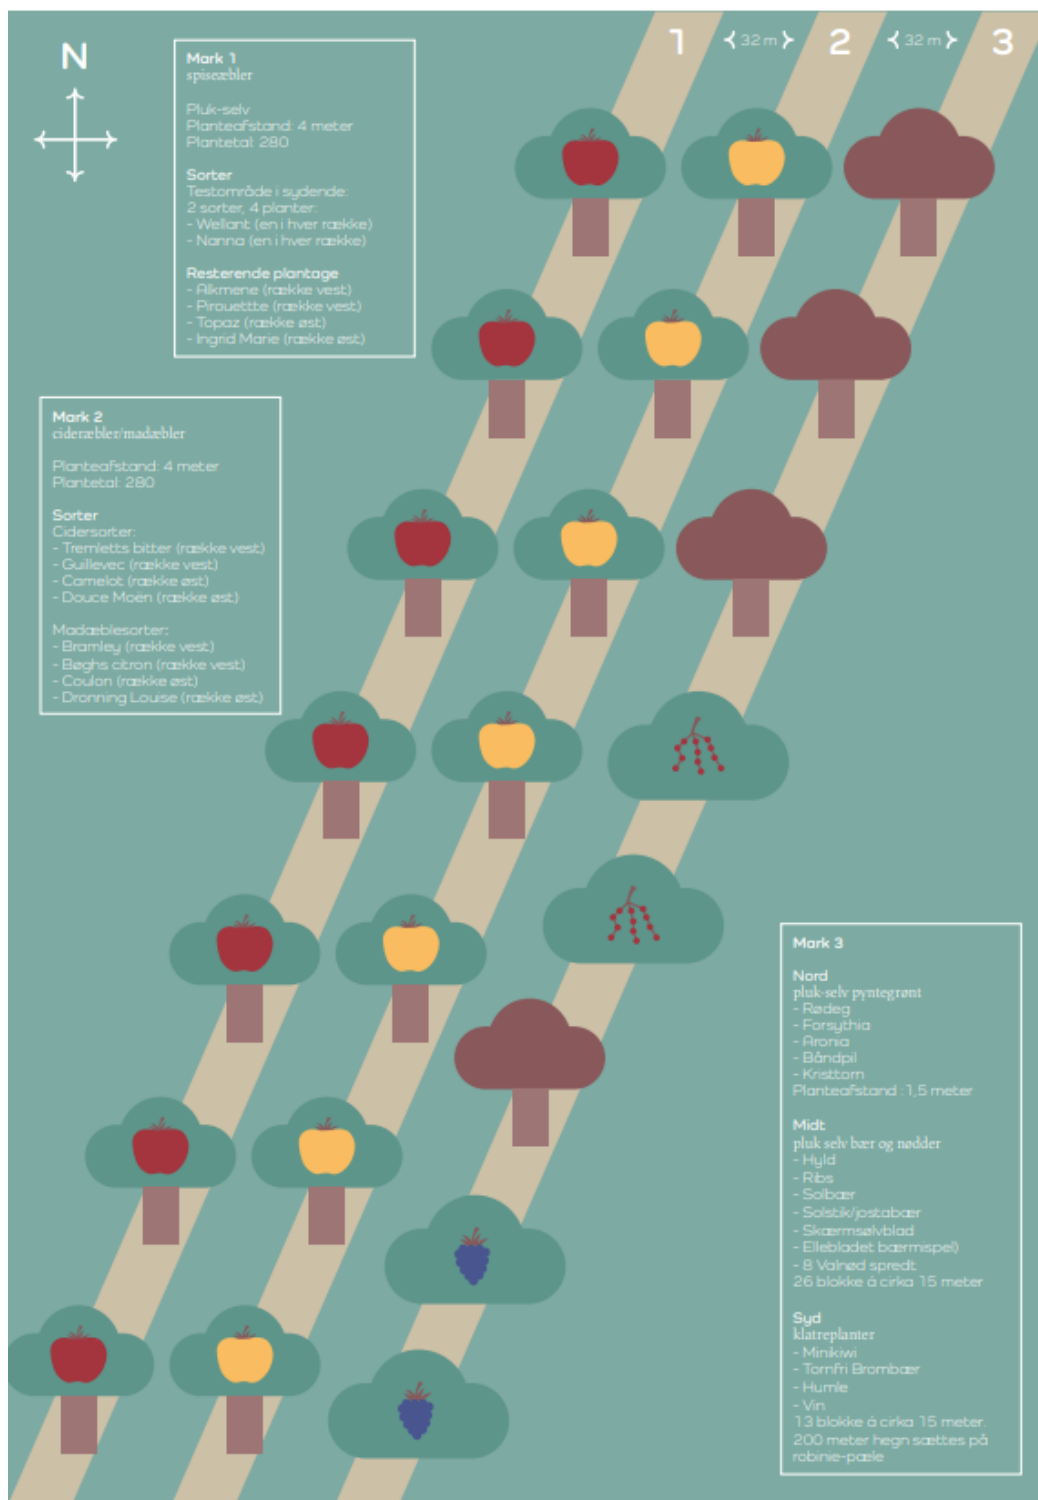 1
32 m
2
32 m
3
N
Mark 1
spiseæbler
Pluk-selv
Planteafstand: 4 meter
Plantetal: 280
Sorter
Testområde i sydende:
2 sorter, 4 planter:
- Wellant (en i hver række)
- Nanna (en i hver række)
Resterende plantage
- Alkmene (række vest)
- Pirouettte (række vest)
- Topaz (række øst)
- Ingrid Marie (række øst)
Mark 2
cideræbler/madæbler
Planteafstand: 4 meter
Plantetal: 280
Sorter
Cidersorter:
- Tremletts bitter (række vest)
- Guillevec (række vest)
- Camelot (række øst)
- Douce Moën (række øst)
Madæblesorter:
- Bramley (række vest)
- Bøghs citron (række vest)
- Coulon (række øst)
- Dronning Louise (række øst)
Mark 3
Nord
pluk-selv pyntegrønt
- Rødeg
- Forsythia
- Aronia
- Båndpil
- Kristtorn
Planteafstand : 1,5 meter
Midt
pluk selv bær og nødder
- Hyld
- Ribs
- Solbær
- Solstik/jostabær
- Skærmsølvblad
- Ellebladet bærmispel)
- 8 Valnød spredt
26 blokke á cirka 15 meter
Syd
klatreplanter
- Minikiwi
- Tornfri Brombær
- Humle
- Vin
13 blokke á cirka 15 meter.
200 meter hegn sættes på
robinie-pæle